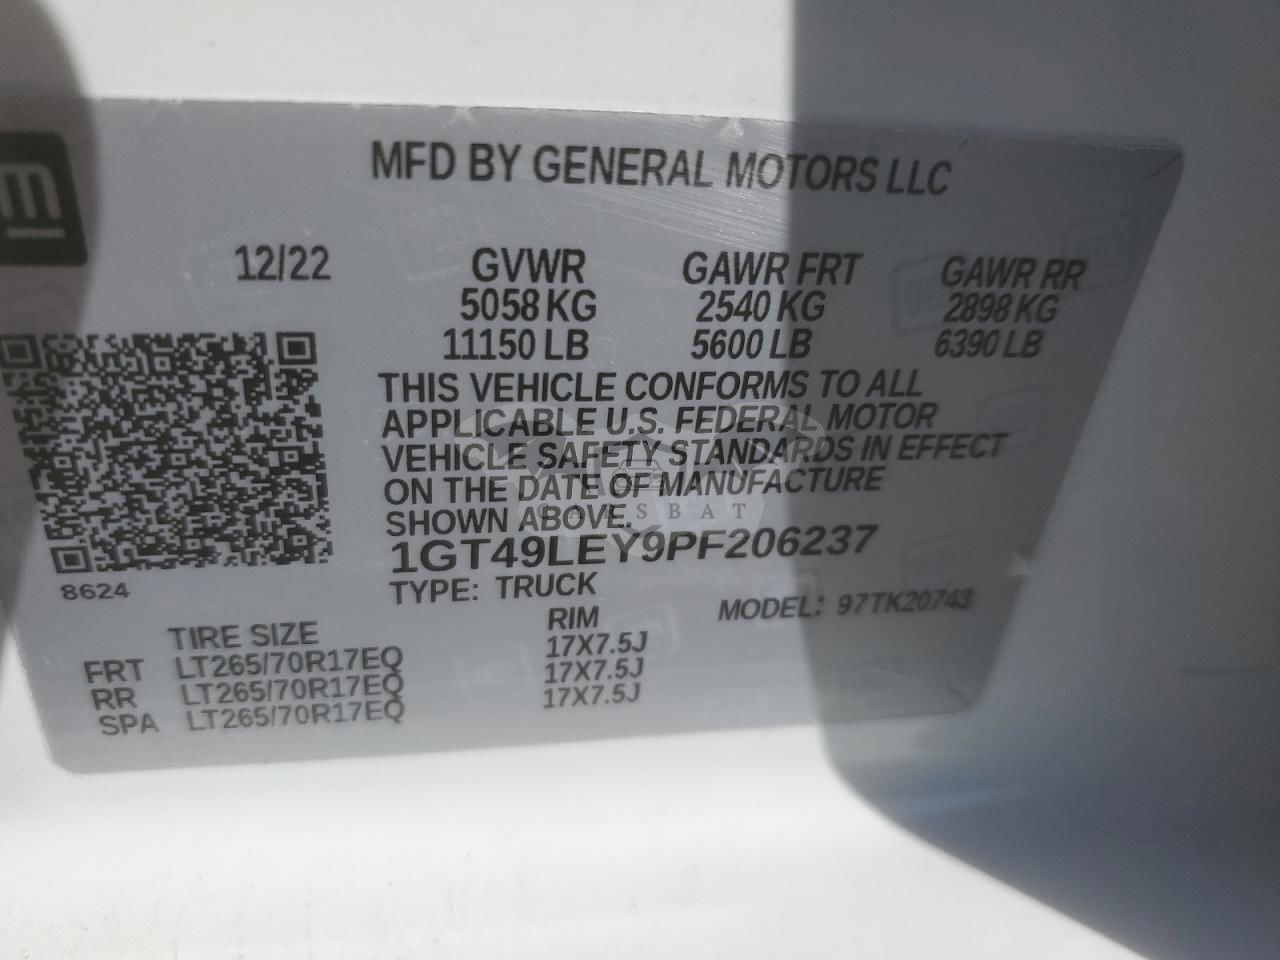 GM
MFD BY GENERAL MOTORS LLC
12/22 GVWR GAWR FRT GAWR RR
5058 KG 2540 KG 2898 KG
11150 LB 5600 LB 6390 LB
THIS VEHICLE CONFORMS TO ALL
APPLICABLE U.S. FEDERAL MOTOR
VEHICLE SAFETY STANDARDS IN EFFECT
ON THE DATE OF MANUFACTURE
SHOWN ABOVE.
CARSBAT
1GT49LEY9PF206237
8624 TYPE: TRUCK MODEL: 97TK20743
TIRE SIZE RIM
FRT LT265/70R17EQ 17X7.5J
RR LT265/70R17EQ 17X7.5J
SPA LT265/70R17EQ 17X7.5J